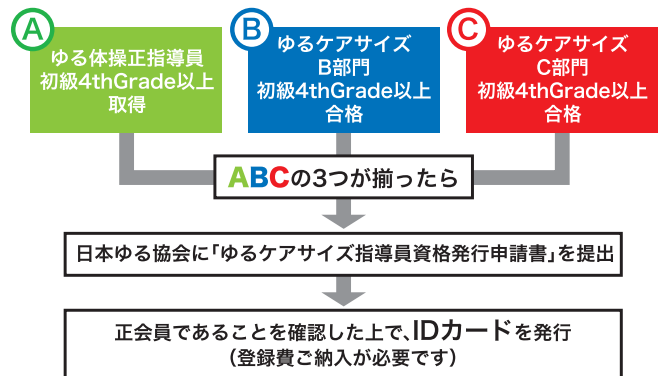 A
ゆる体操正指導員
初級4thGrade以上
取得
B
ゆるケアサイズ
B部門
初級4thGrade以上
合格
C
ゆるケアサイズ
C部門
初級4thGrade以上
合格
ABCの3つが揃ったら
日本ゆる協会に「ゆるケアサイズ指導員資格発行申請書」を提出
正会員であることを確認した上で、IDカードを発行
（登録費ご納入が必要です）